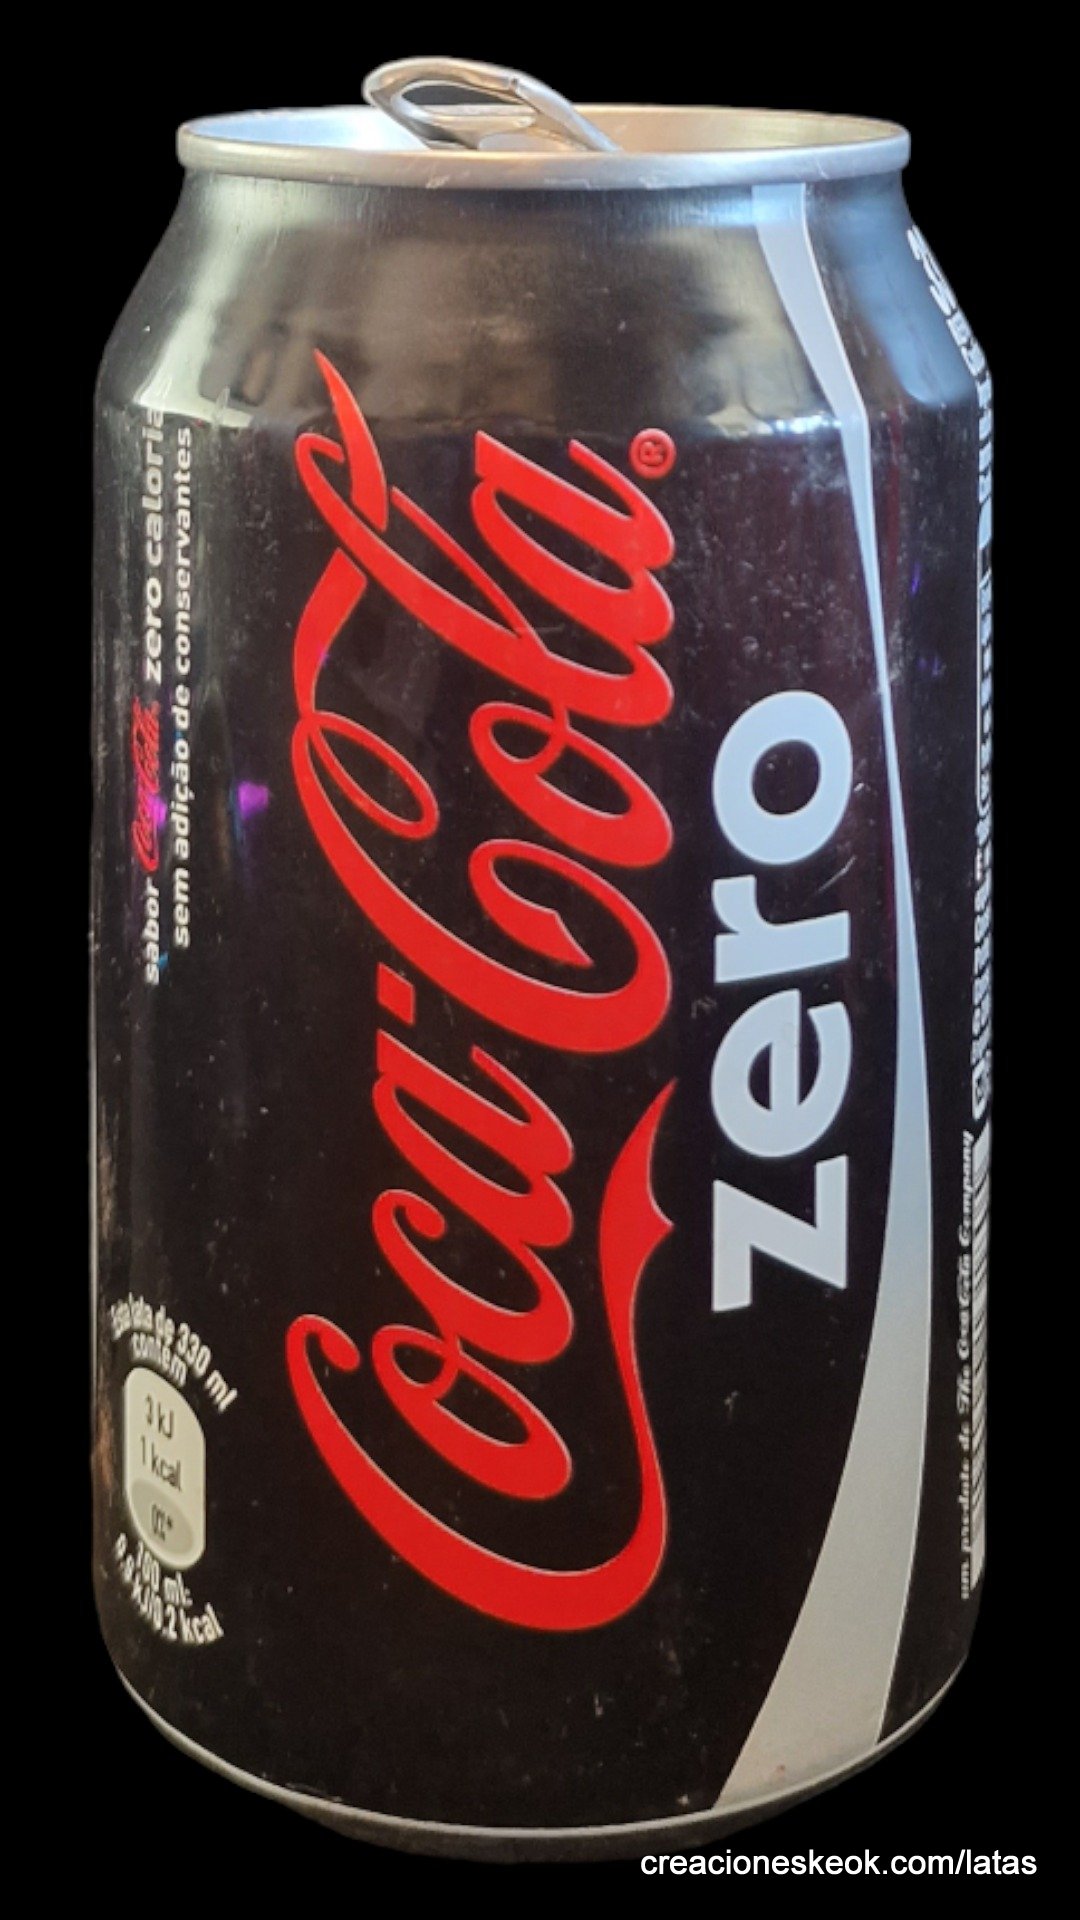 sabor Coca-Cola zero caloria
sem adição de conservantes
Coca-Cola®
zero
Esta lata de 330 ml
contém
3 kJ
1 kcal
0%*
100 ml:
0,9 kJ/0,2 kcal
um produto de The Coca-Cola Company
creacioneskeok.com/latas